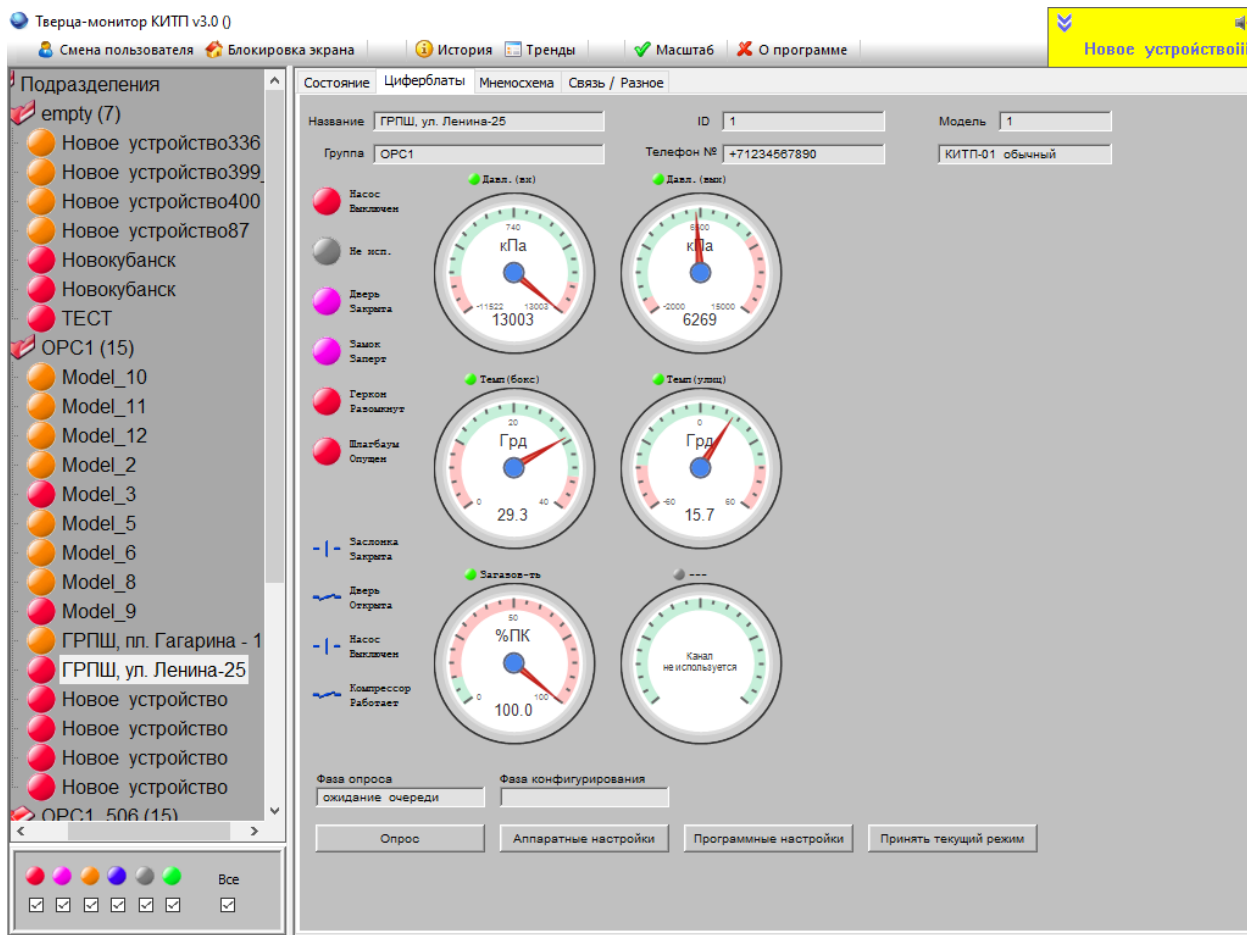 Тверца-монитор КИТП v3.0 ()
Смена пользователя Блокировка экрана История Тренды Масштаб О программе
Новое устройство
Подразделения
empty (7)
Новое устройство336
Новое устройство399_
Новое устройство400
Новое устройство87
Новокубанск
Новокубанск
ТЕСТ
OPC1 (15)
Model_10
Model_11
Model_12
Model_2
Model_3
Model_5
Model_6
Model_8
Model_9
ГРПШ, пл. Гагарина - 1
ГРПШ, ул. Ленина-25
Новое устройство
Новое устройство
Новое устройство
Новое устройство
OPC1_506 (15)
Все
Состояние Циферблаты Мнемосхема Связь / Разное
Название ГРПШ, ул. Ленина-25 ID 1 Модель 1
Группа OPC1 Телефон № +71234567890 КИТП-01 обычный
Насос
Выключен
Не исп.
Дверь
Закрыта
Замок
Заперт
Геркон
Разомкнут
Шлагбаум
Опущен
Заслонка
Закрыта
Дверь
Открыта
Насос
Выключен
Компрессор
Работает
Давл. (вх)
740
кПа
-11522 13003
13003
Давл. (вых)
6500
кПа
-2000 15000
6269
Темп(бокс)
20
Грд
0 40
29.3
Темп(улиц)
0
Грд
-60 60
15.7
Загазов-ть
50
%ПК
0 100
100.0
---
Канал
не используется
Фаза опроса Фаза конфигурирования
ожидание очереди
Опрос Аппаратные настройки Программные настройки Принять текущий режим